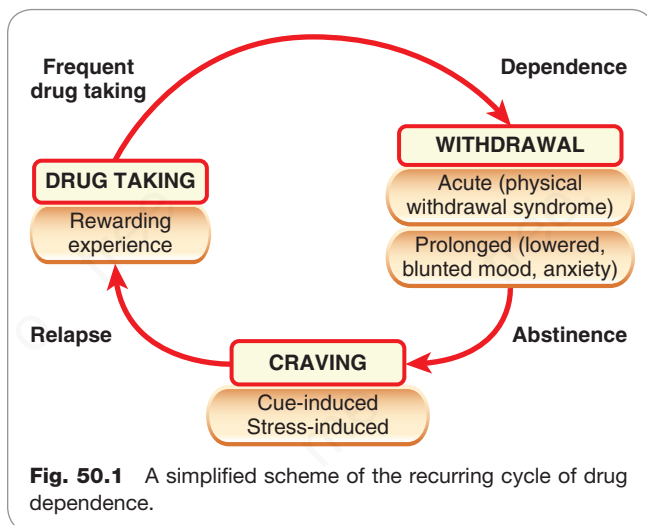 Frequent
drug taking
Dependence
WITHDRAWAL
Acute (physical
withdrawal syndrome)
Prolonged (lowered,
blunted mood, anxiety)
DRUG TAKING
Rewarding
experience
Relapse
Abstinence
CRAVING
Cue-induced
Stress-induced
Fig. 50.1 A simplified scheme of the recurring cycle of drug
dependence.